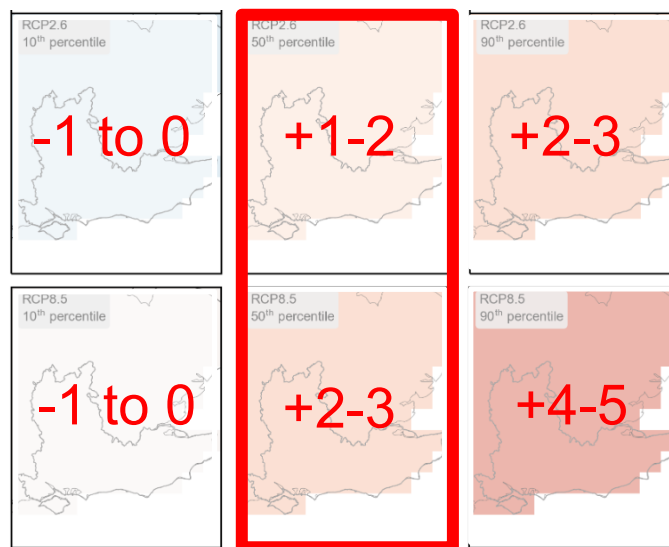 RCP2.6
10th percentile
-1 to 0
RCP2.6
50th percentile
+1-2
RCP2.6
90th percentile
+2-3
RCP8.5
10th percentile
-1 to 0
RCP8.5
50th percentile
+2-3
RCP8.5
90th percentile
+4-5